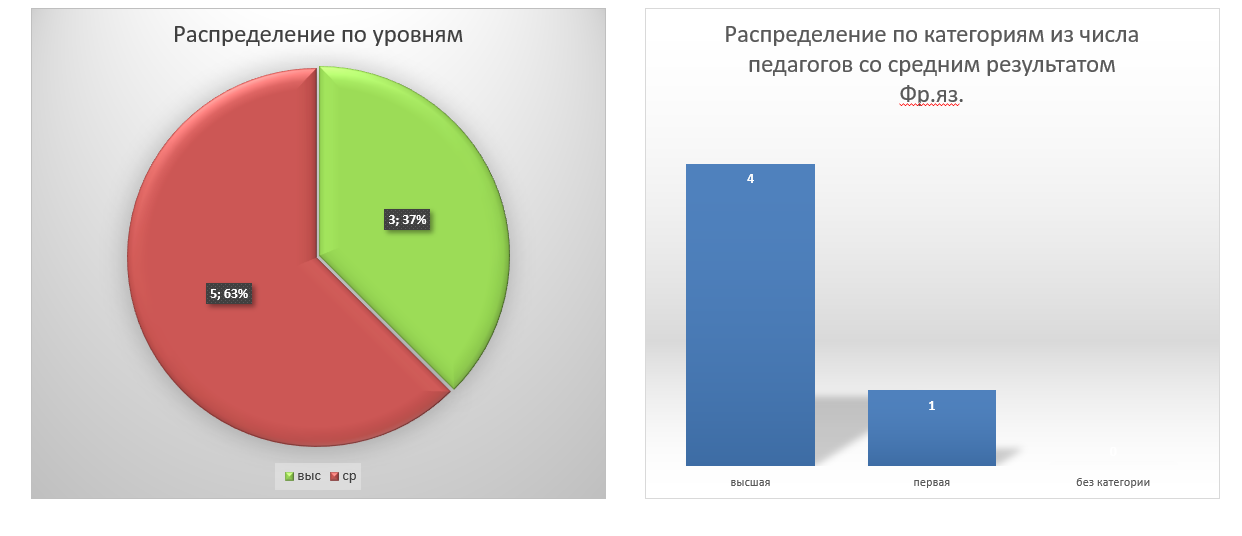 Распределение по уровням
3; 37%
5; 63%
выс ср
Распределение по категориям из числа
педагогов со средним результатом
Фр.яз.
4
1
0
высшая первая без категории